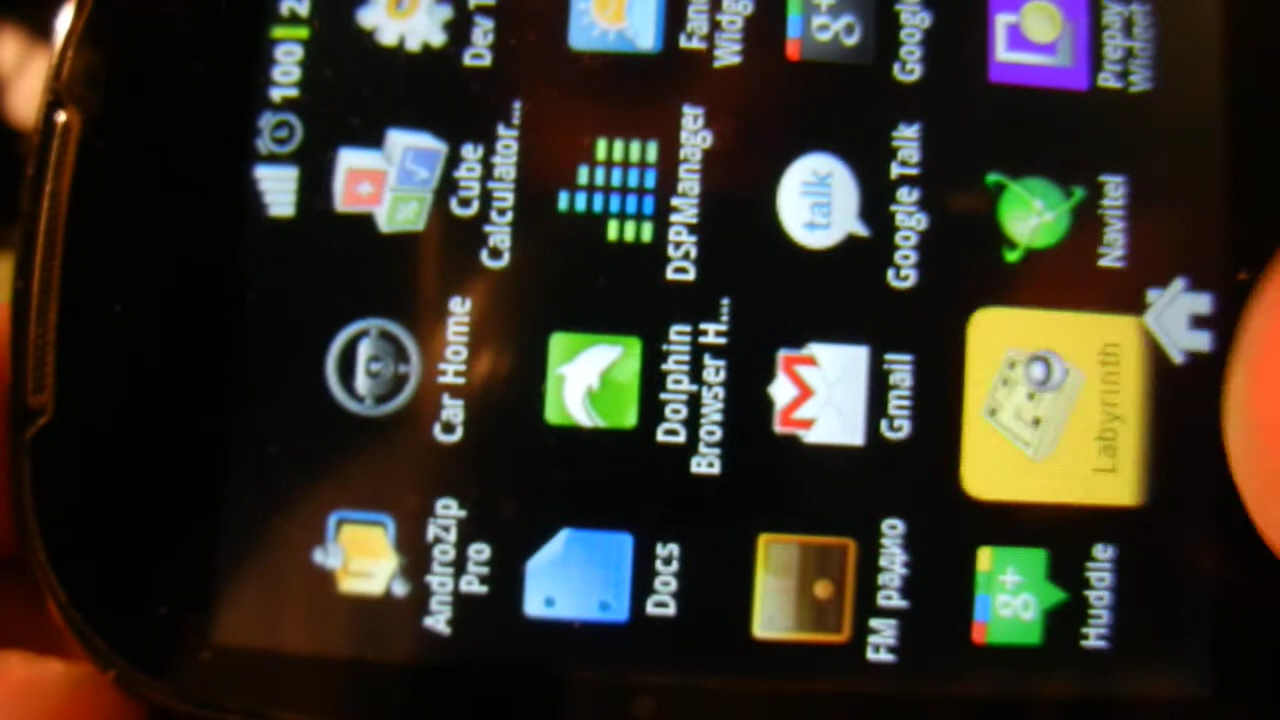 100 2
AndroZip
Pro
Car Home
Cube
Calculator...
Dev T
Docs
Dolphin
Browser H...
DSPManager
Widg
FM радио
M
Gmail
talk
Google Talk
g+
Google
g+
Huddle
Labyrinth
Navitel
Prepay
Widget